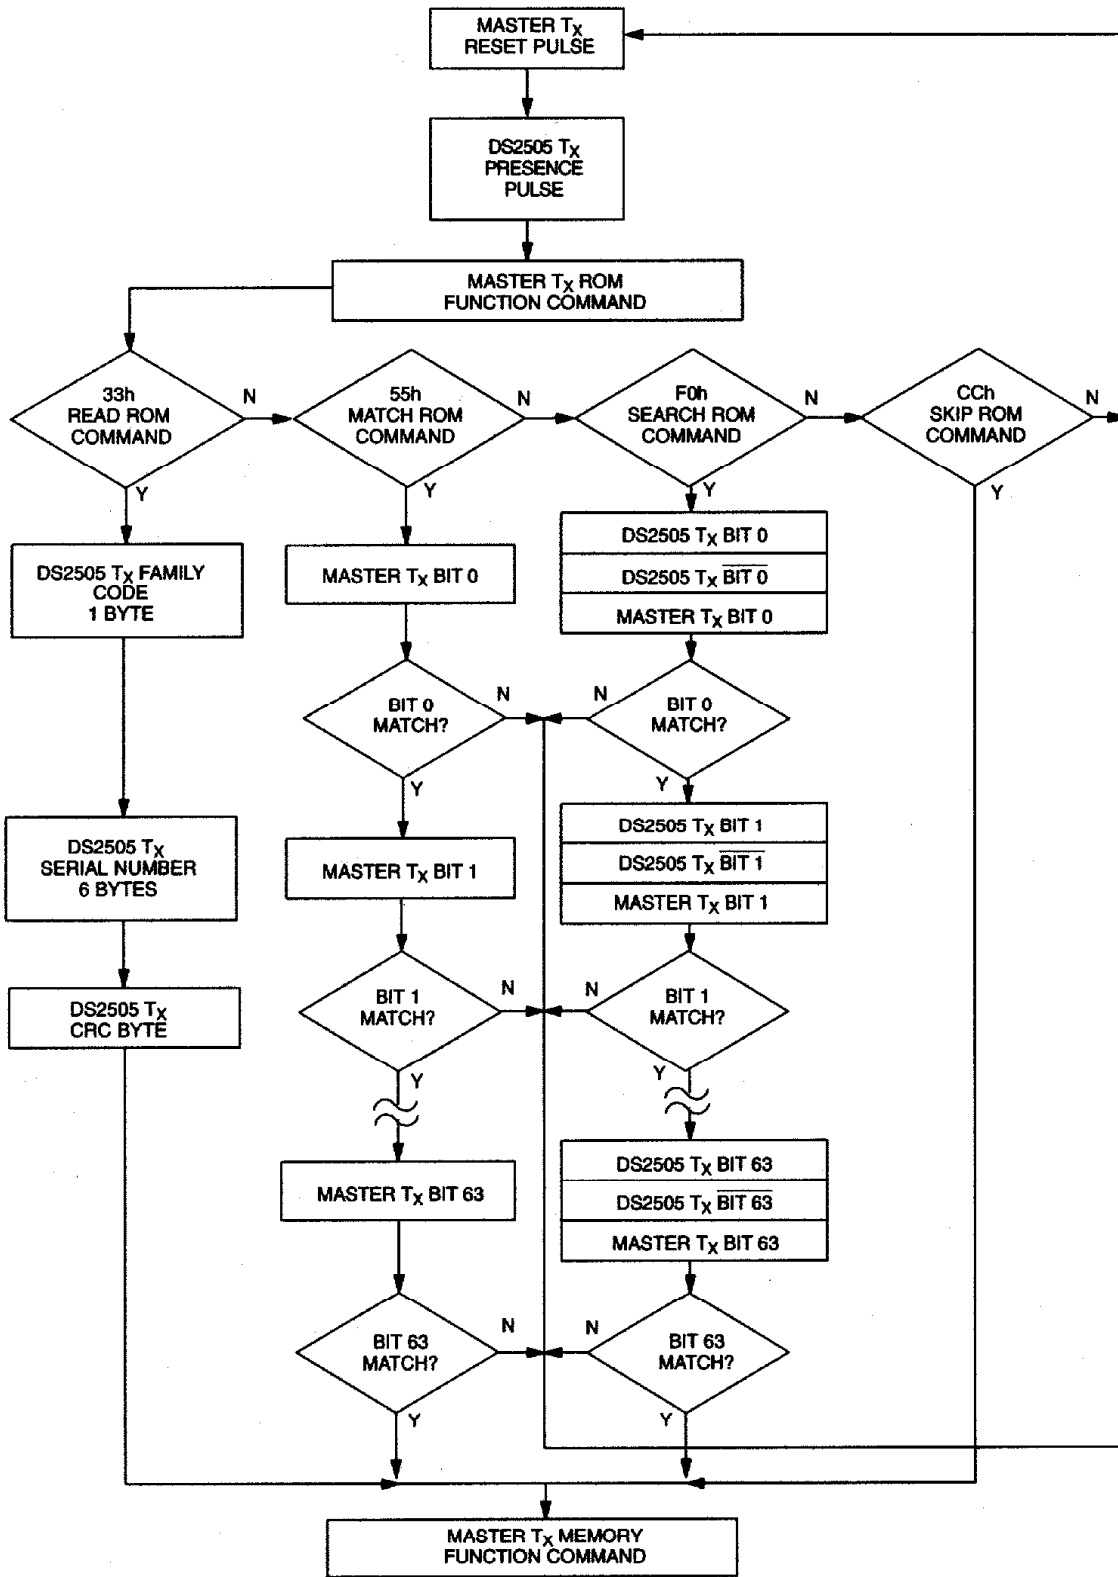 MASTER TX
RESET PULSE
DS2505 TX
PRESENCE
PULSE
MASTER TX ROM
FUNCTION COMMAND
33h
READ ROM
COMMAND
N
Y
55h
MATCH ROM
COMMAND
N
Y
F0h
SEARCH ROM
COMMAND
N
Y
CCh
SKIP ROM
COMMAND
N
Y
DS2505 TX FAMILY
CODE
1 BYTE
DS2505 TX
SERIAL NUMBER
6 BYTES
DS2505 TX
CRC BYTE
MASTER TX BIT 0
BIT 0
MATCH?
N
Y
MASTER TX BIT 1
BIT 1
MATCH?
N
Y
MASTER TX BIT 63
BIT 63
MATCH?
N
Y
DS2505 TX BIT 0
DS2505 TX B̅I̅T̅ ̅0̅
MASTER TX BIT 0
BIT 0
MATCH?
N
Y
DS2505 TX BIT 1
DS2505 TX B̅I̅T̅ ̅1̅
MASTER TX BIT 1
BIT 1
MATCH?
N
Y
DS2505 TX BIT 63
DS2505 TX B̅I̅T̅ ̅6̅3̅
MASTER TX BIT 63
BIT 63
MATCH?
N
Y
MASTER TX MEMORY
FUNCTION COMMAND